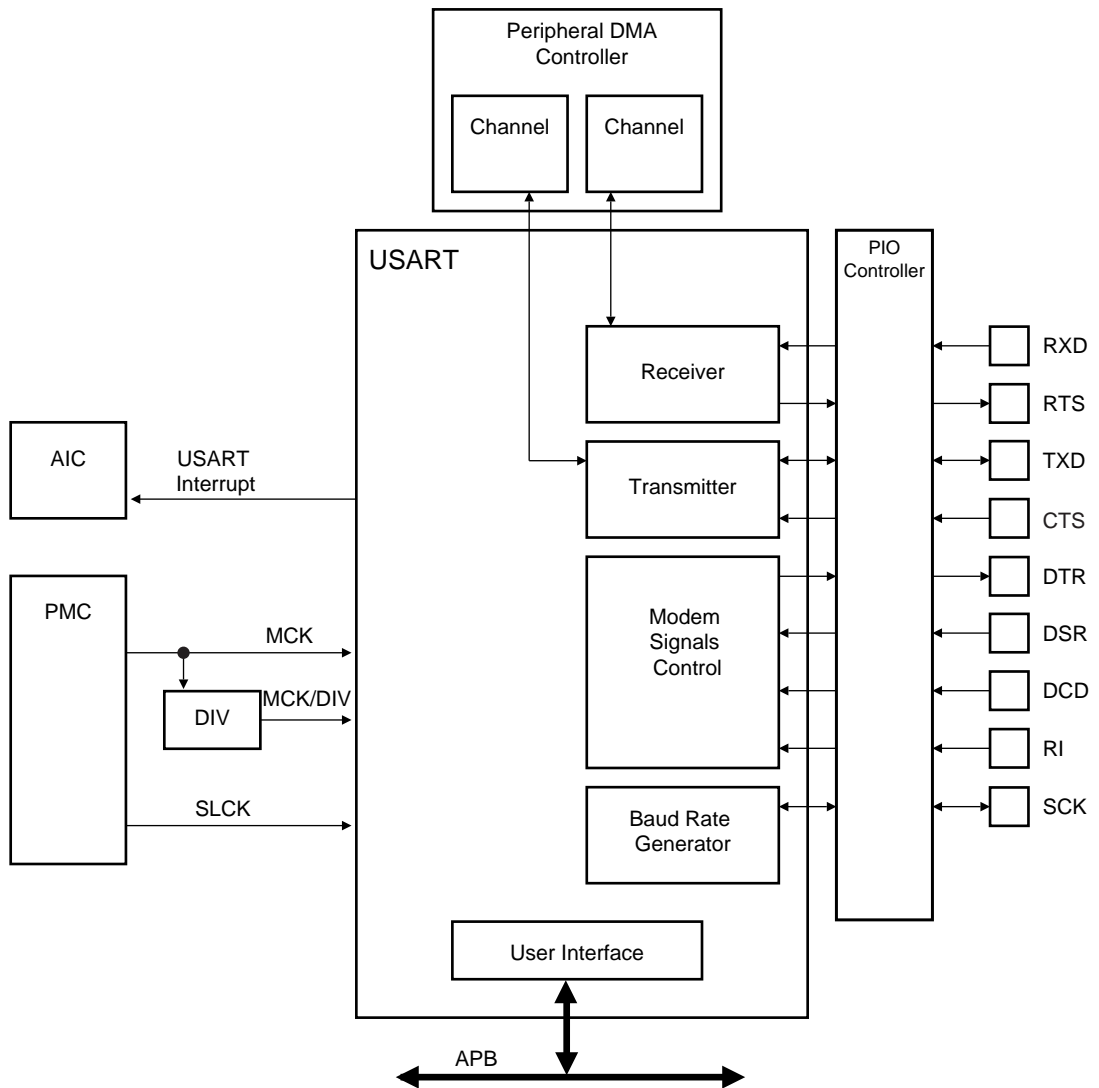 Peripheral DMA
Controller
Channel
Channel
USART
PIO
Controller
Receiver
RXD
RTS
AIC
USART
Interrupt
Transmitter
TXD
CTS
PMC
MCK
DIV
MCK/DIV
SLCK
Modem
Signals
Control
DTR
DSR
DCD
RI
Baud Rate
Generator
SCK
User Interface
APB